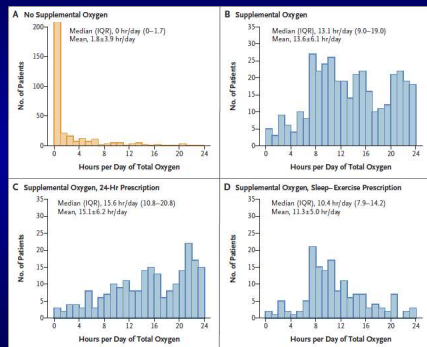 A No Supplemental Oxygen
Median (IQR), 0 hr/day (0–1.7)
Mean, 1.8±3.9 hr/day
No. of Patients
200
150
100
50
0
0 4 8 12 16 20 24
Hours per Day of Total Oxygen
B Supplemental Oxygen
Median (IQR), 13.1 hr/day (9.0–19.0)
Mean, 13.6±6.1 hr/day
No. of Patients
35
30
25
20
15
10
5
0
0 4 8 12 16 20 24
Hours per Day of Total Oxygen
C Supplemental Oxygen, 24-Hr Prescription
Median (IQR), 15.6 hr/day (10.8–20.8)
Mean, 15.1±6.2 hr/day
No. of Patients
35
30
25
20
15
10
5
0
0 4 8 12 16 20 24
Hours per Day of Total Oxygen
D Supplemental Oxygen, Sleep–Exercise Prescription
Median (IQR), 10.4 hr/day (7.9–14.2)
Mean, 11.3±5.0 hr/day
No. of Patients
35
30
25
20
15
10
5
0
0 4 8 12 16 20 24
Hours per Day of Total Oxygen